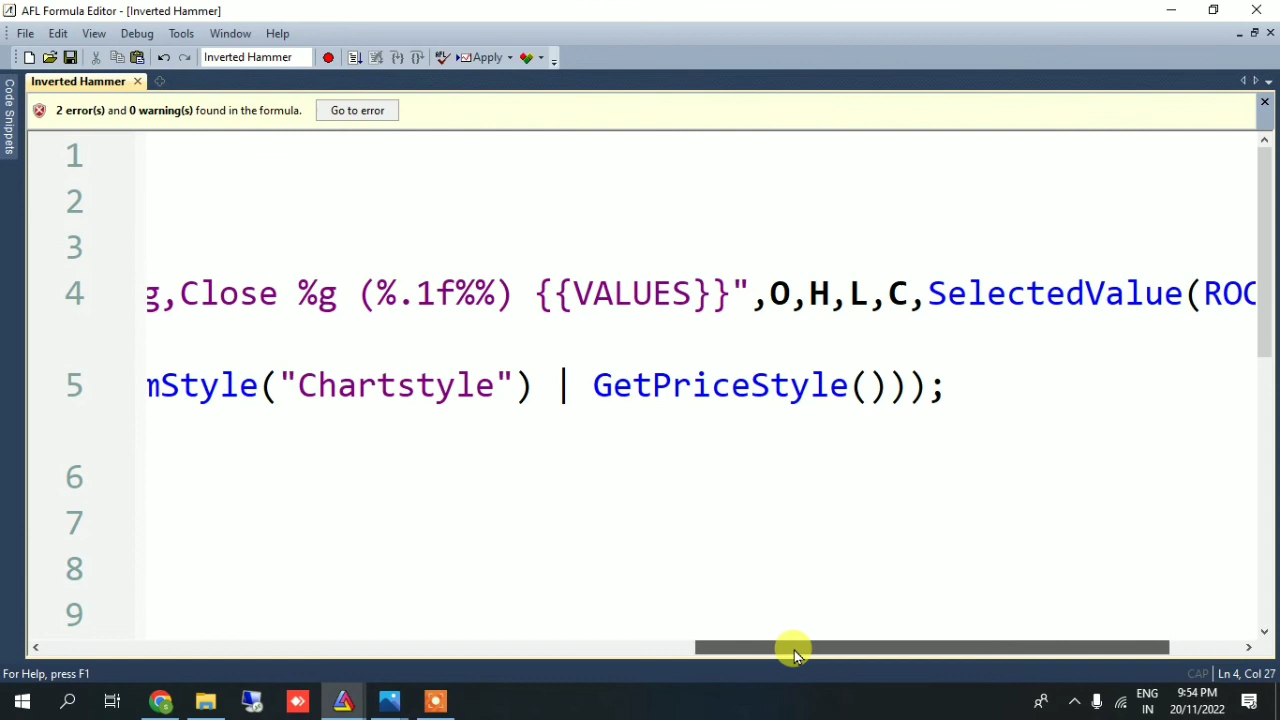 AFL Formula Editor - [Inverted Hammer]
File Edit View Debug Tools Window Help
Inverted Hammer Apply
Inverted Hammer
Code Snippets
2 error(s) and 0 warning(s) found in the formula. Go to error
1
2
3
4 g,Close %g (%.1f%%) {{VALUES}}",O,H,L,C,SelectedValue(ROC
5 mStyle("Chartstyle") | GetPriceStyle()));
6
7
8
9
For Help, press F1
CAP Ln 4, Col 27
ENG 9:54 PM
IN 20/11/2022